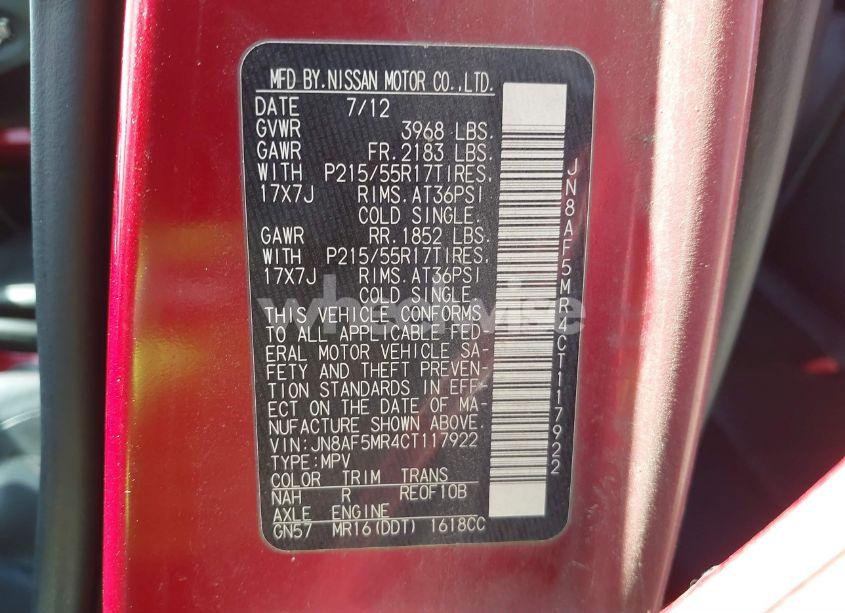 MFD BY.NISSAN MOTOR CO.,LTD.
DATE 7/12
GVWR 3968 LBS.
GAWR FR.2183 LBS.
WITH P215/55R17TIRES.
17X7J RIMS.AT36PSI
COLD SINGLE.
GAWR RR.1852 LBS.
WITH P215/55R17TIRES.
17X7J RIMS.AT36PSI
COLD SINGLE.
THIS VEHICLE CONFORMS
TO ALL APPLICABLE FED
ERAL MOTOR VEHICLE SA-
FETY AND THEFT PREVEN-
TION STANDARDS IN EFF-
ECT ON THE DATE OF MA-
NUFACTURE SHOWN ABOVE.
VIN:JN8AF5MR4CT117922
TYPE:MPV
COLOR TRIM TRANS
NAH R RE0F10B
AXLE ENGINE
GN57 MR16(DDT) 1618CC
JN8AF5MR4CT117922